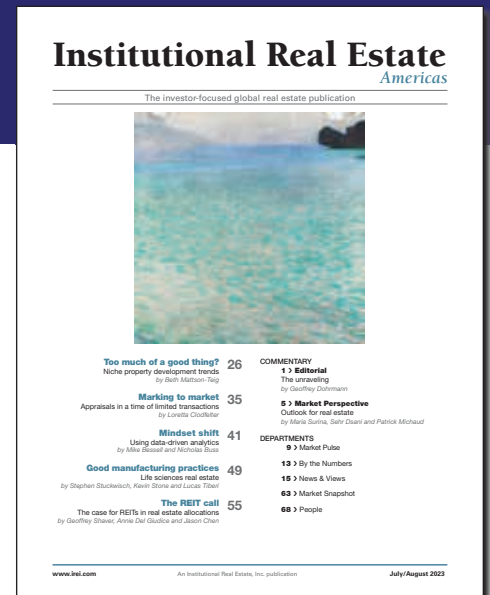 Institutional Real Estate
Americas
The investor-focused global real estate publication
Too much of a good thing? 26
Niche property development trends
by Beth Mattson-Teig
Marking to market 35
Appraisals in a time of limited transactions
by Loretta Clodfelter
Mindset shift 41
Using data-driven analytics
by Mike Bessell and Nicholas Buss
Good manufacturing practices 49
Life sciences real estate
by Stephen Stuckwisch, Kevin Stone and Lucas Tiberi
The REIT call 55
The case for REITs in real estate allocations
by Geoffrey Shaver, Annie Del Giudice and Jason Chen
COMMENTARY
1 › Editorial
The unraveling
by Geoffrey Dohrmann
5 › Market Perspective
Outlook for real estate
by Maria Surina, Sehr Dsani and Patrick Michaud
DEPARTMENTS
9 › Market Pulse
13 › By the Numbers
15 › News & Views
63 › Market Snapshot
68 › People
www.irei.com
An Institutional Real Estate, Inc. publication
July/August 2023